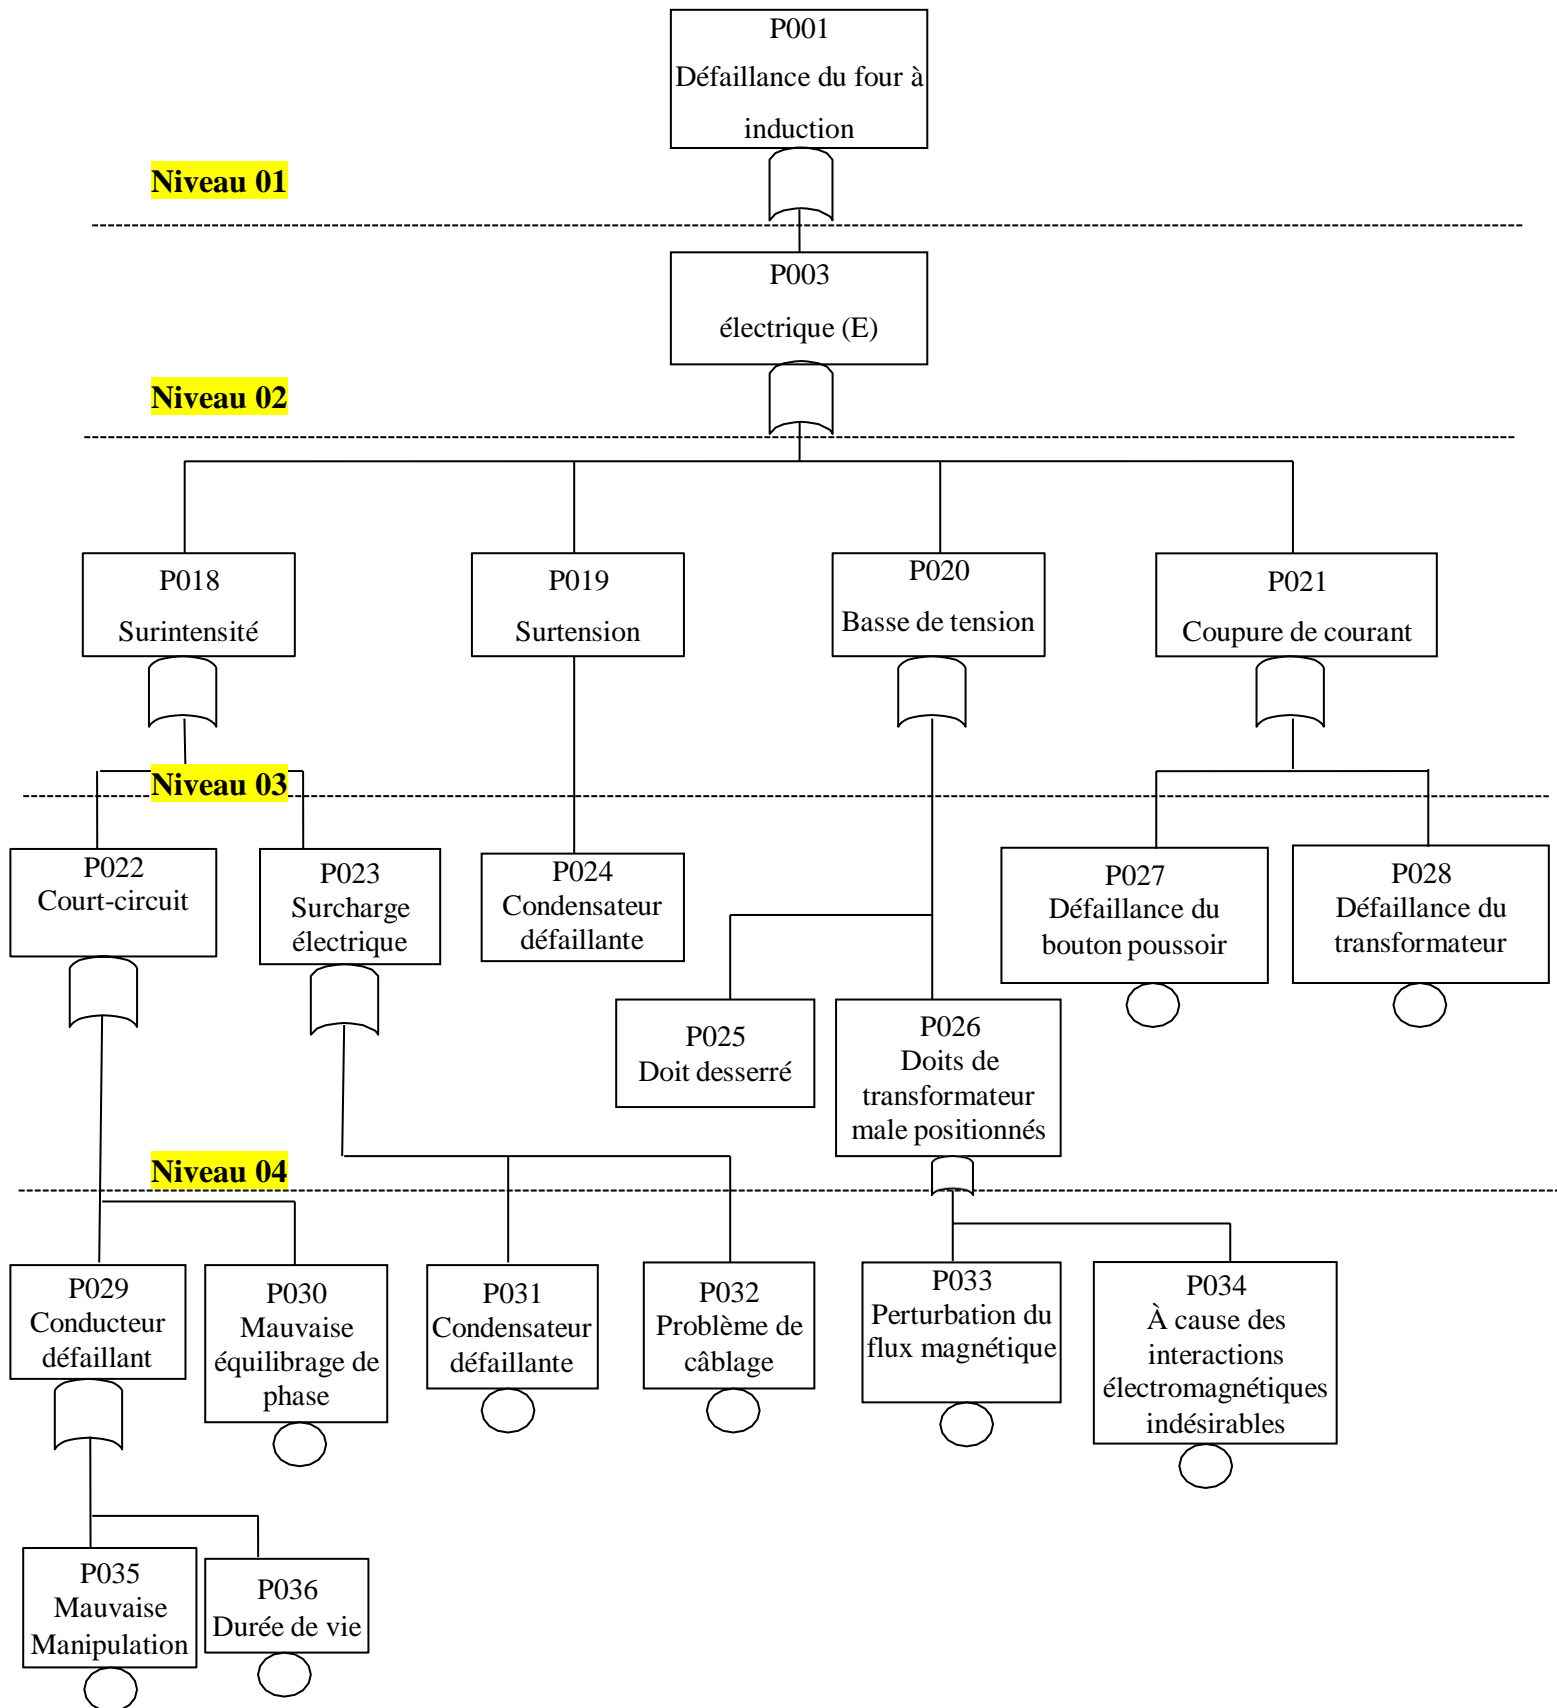 P001
Défaillance du four à
induction
Niveau 01
P003
électrique (E)
Niveau 02
P018
Surintensité
P019
Surtension
P020
Basse de tension
P021
Coupure de courant
Niveau 03
P022
Court-circuit
P023
Surcharge
électrique
P024
Condensateur
défaillante
P027
Défaillance du
bouton poussoir
P028
Défaillance du
transformateur
P025
Doit desserré
P026
Doits de
transformateur
male positionnés
Niveau 04
P029
Conducteur
défaillant
P030
Mauvaise
équilibrage de
phase
P031
Condensateur
défaillante
P032
Problème de
câblage
P033
Perturbation du
flux magnétique
P034
À cause des
interactions
électromagnétiques
indésirables
P035
Mauvaise
Manipulation
P036
Durée de vie